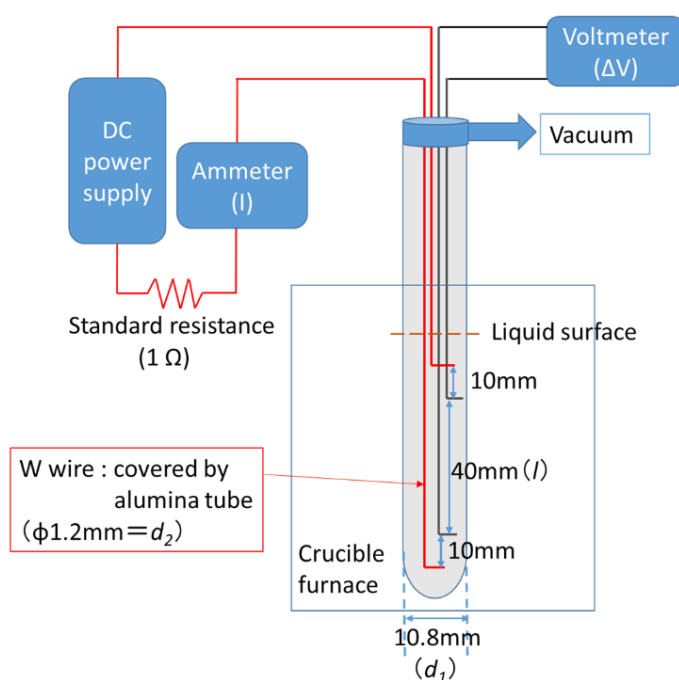 Voltmeter
(ΔV)
DC
power
supply
Ammeter
(I)
Vacuum
Standard resistance
(1 Ω)
Liquid surface
10mm
W wire : covered by
alumina tube
(φ1.2mm＝d₂)
40mm(l)
10mm
Crucible
furnace
10.8mm
(d₁)